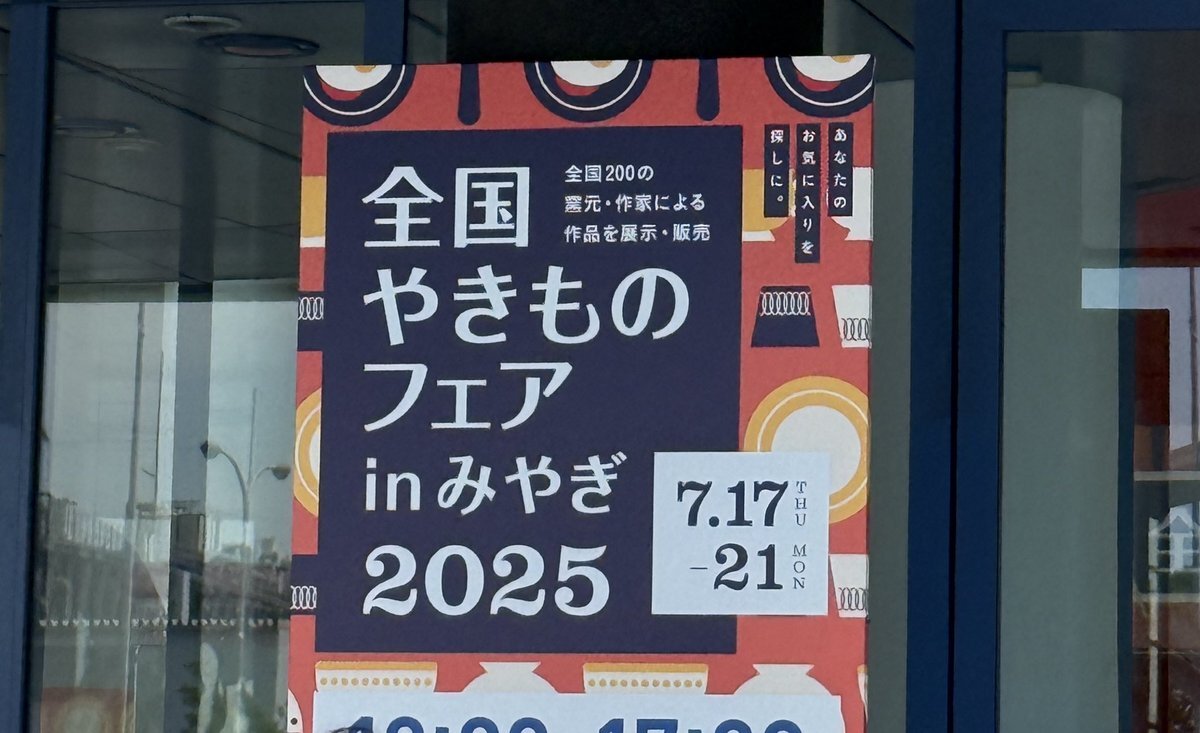 全国
やきもの
フェア
inみやぎ
2025
全国200の
窯元・作家による
作品を展示・販売
あなたの
お気に入りを
探しに。
7.17 THU
-21 MON